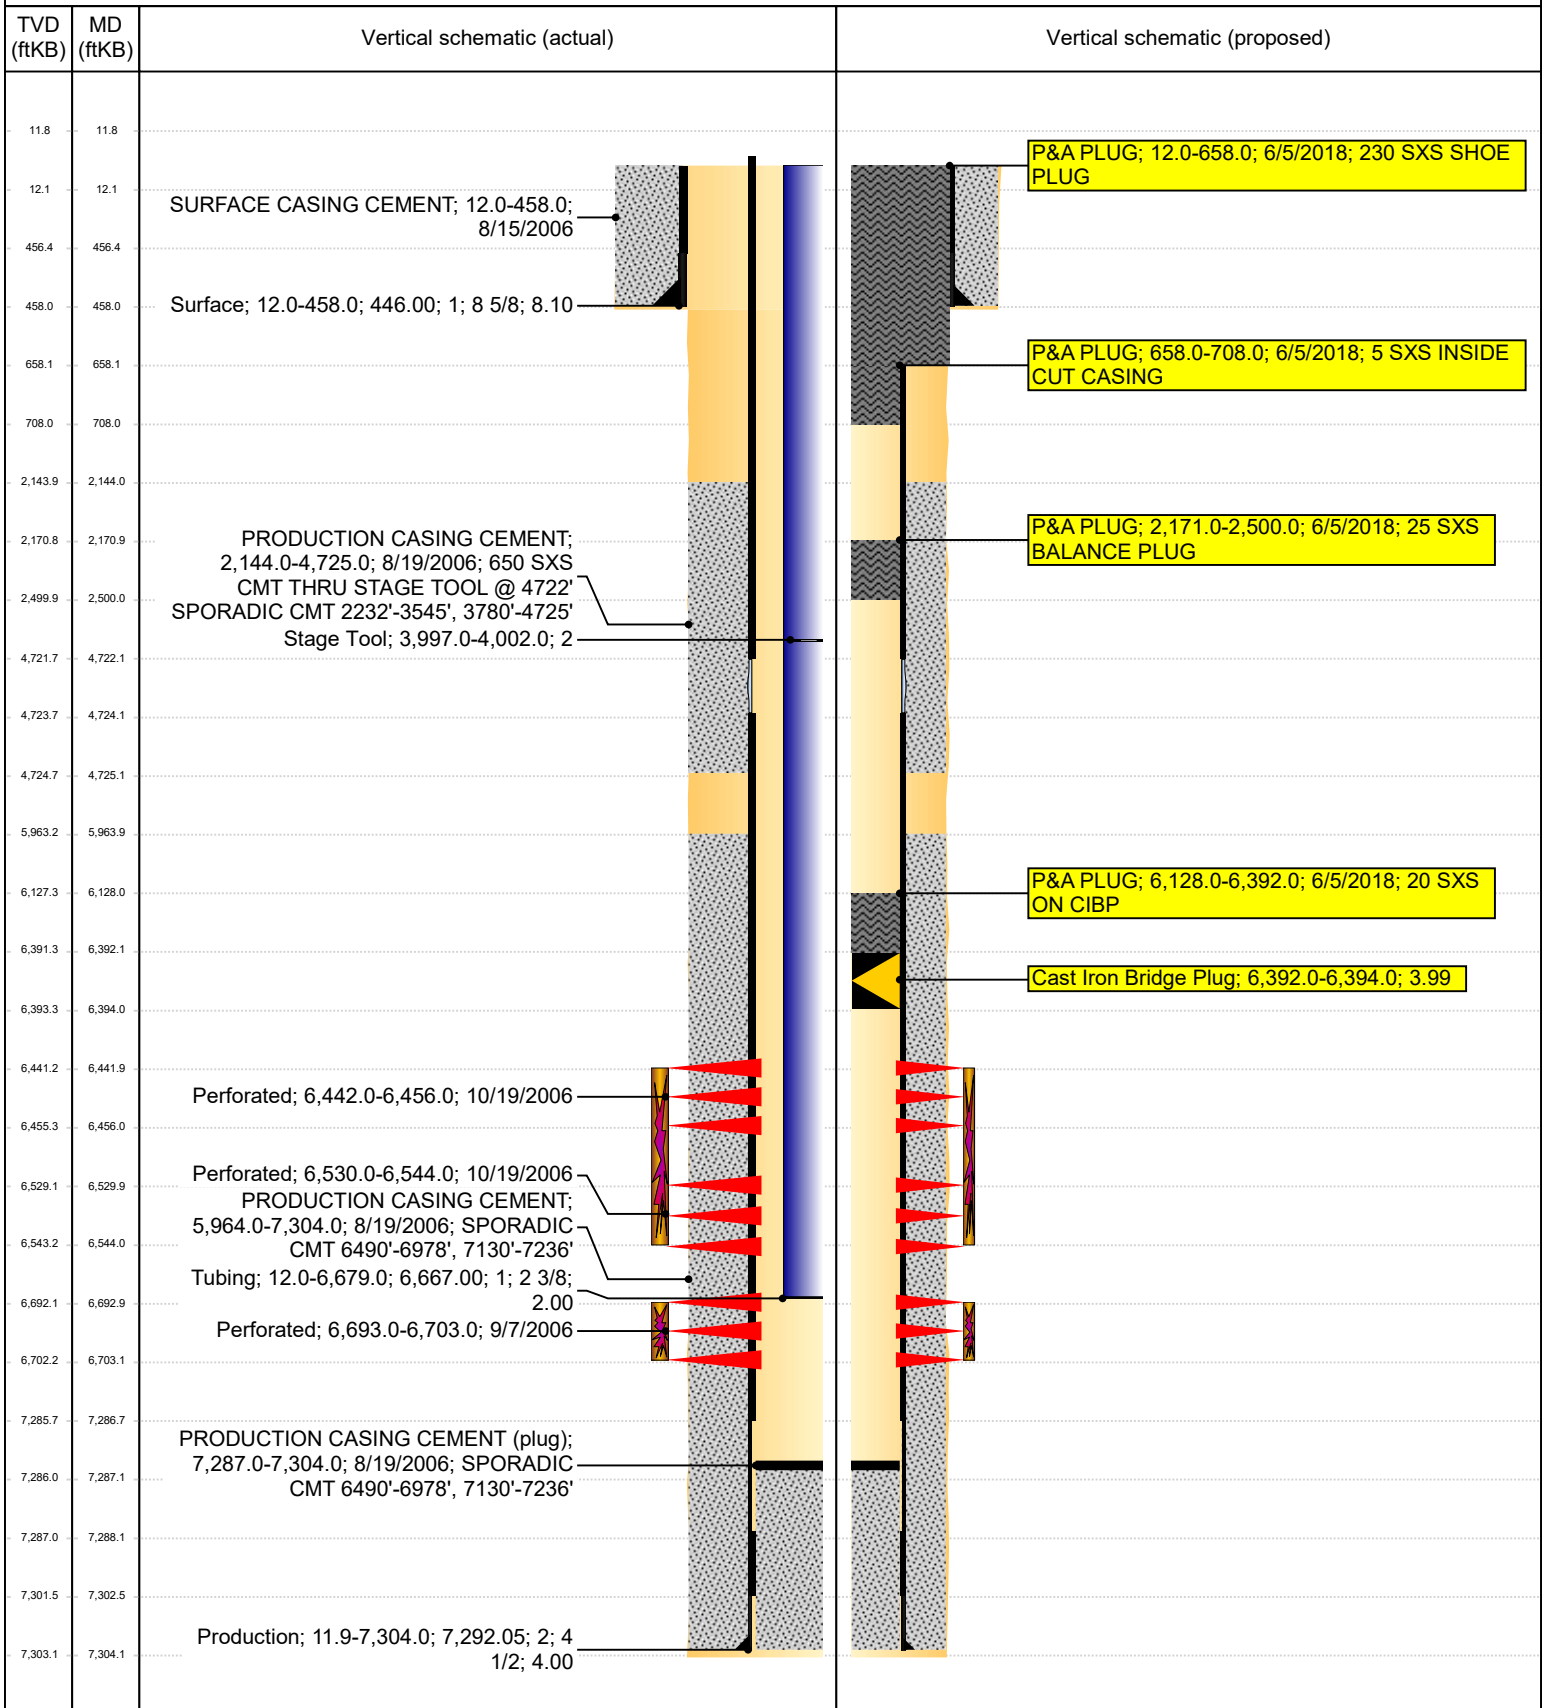 TVD (ftKB)
MD (ftKB)
Vertical schematic (actual)
Vertical schematic (proposed)
11.8 11.8
12.1 12.1
456.4 456.4
458.0 458.0
658.1 658.1
708.0 708.0
2,143.9 2,144.0
2,170.8 2,170.9
2,499.9 2,500.0
4,721.7 4,722.1
4,723.7 4,724.1
4,724.7 4,725.1
5,963.2 5,963.9
6,127.3 6,128.0
6,391.3 6,392.1
6,393.3 6,394.0
6,441.2 6,441.9
6,455.3 6,456.0
6,529.1 6,529.9
6,543.2 6,544.0
6,692.1 6,692.9
6,702.2 6,703.1
7,285.7 7,286.7
7,286.0 7,287.1
7,287.0 7,288.1
7,301.5 7,302.5
7,303.1 7,304.1
SURFACE CASING CEMENT; 12.0-458.0;
8/15/2006
Surface; 12.0-458.0; 446.00; 1; 8 5/8; 8.10
PRODUCTION CASING CEMENT;
2,144.0-4,725.0; 8/19/2006; 650 SXS
CMT THRU STAGE TOOL @ 4722'
SPORADIC CMT 2232'-3545', 3780'-4725'
Stage Tool; 3,997.0-4,002.0; 2
Perforated; 6,442.0-6,456.0; 10/19/2006
Perforated; 6,530.0-6,544.0; 10/19/2006
PRODUCTION CASING CEMENT;
5,964.0-7,304.0; 8/19/2006; SPORADIC
CMT 6490'-6978', 7130'-7236'
Tubing; 12.0-6,679.0; 6,667.00; 1; 2 3/8;
2.00
Perforated; 6,693.0-6,703.0; 9/7/2006
PRODUCTION CASING CEMENT (plug);
7,287.0-7,304.0; 8/19/2006; SPORADIC
CMT 6490'-6978', 7130'-7236'
Production; 11.9-7,304.0; 7,292.05; 2; 4
1/2; 4.00
P&A PLUG; 12.0-658.0; 6/5/2018; 230 SXS SHOE
PLUG
P&A PLUG; 658.0-708.0; 6/5/2018; 5 SXS INSIDE
CUT CASING
P&A PLUG; 2,171.0-2,500.0; 6/5/2018; 25 SXS
BALANCE PLUG
P&A PLUG; 6,128.0-6,392.0; 6/5/2018; 20 SXS
ON CIBP
Cast Iron Bridge Plug; 6,392.0-6,394.0; 3.99